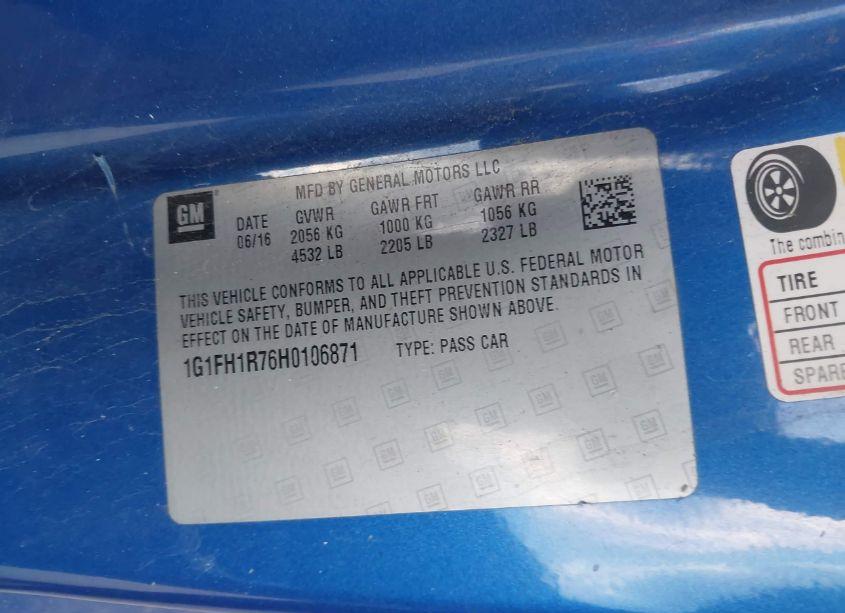 GM
MFD BY GENERAL MOTORS LLC
DATE GVWR GAWR FRT GAWR RR
06/16 2056 KG 1000 KG 1056 KG
4532 LB 2205 LB 2327 LB
THIS VEHICLE CONFORMS TO ALL APPLICABLE U.S. FEDERAL MOTOR
VEHICLE SAFETY, BUMPER, AND THEFT PREVENTION STANDARDS IN
EFFECT ON THE DATE OF MANUFACTURE SHOWN ABOVE.
1G1FH1R76H0106871 TYPE: PASS CAR
The combin
TIRE
FRONT
REAR
SPARE